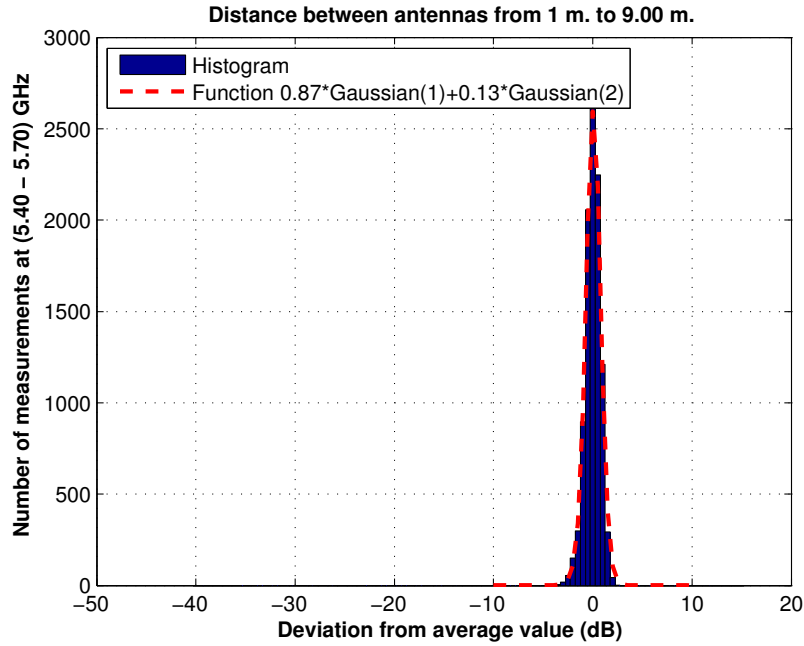 Distance between antennas from 1 m. to 9.00 m.
3000
2500
2000
1500
1000
500
0
Number of measurements at (5.40 − 5.70) GHz
Histogram
Function 0.87*Gaussian(1)+0.13*Gaussian(2)
−50 −40 −30 −20 −10 0 10 20
Deviation from average value (dB)